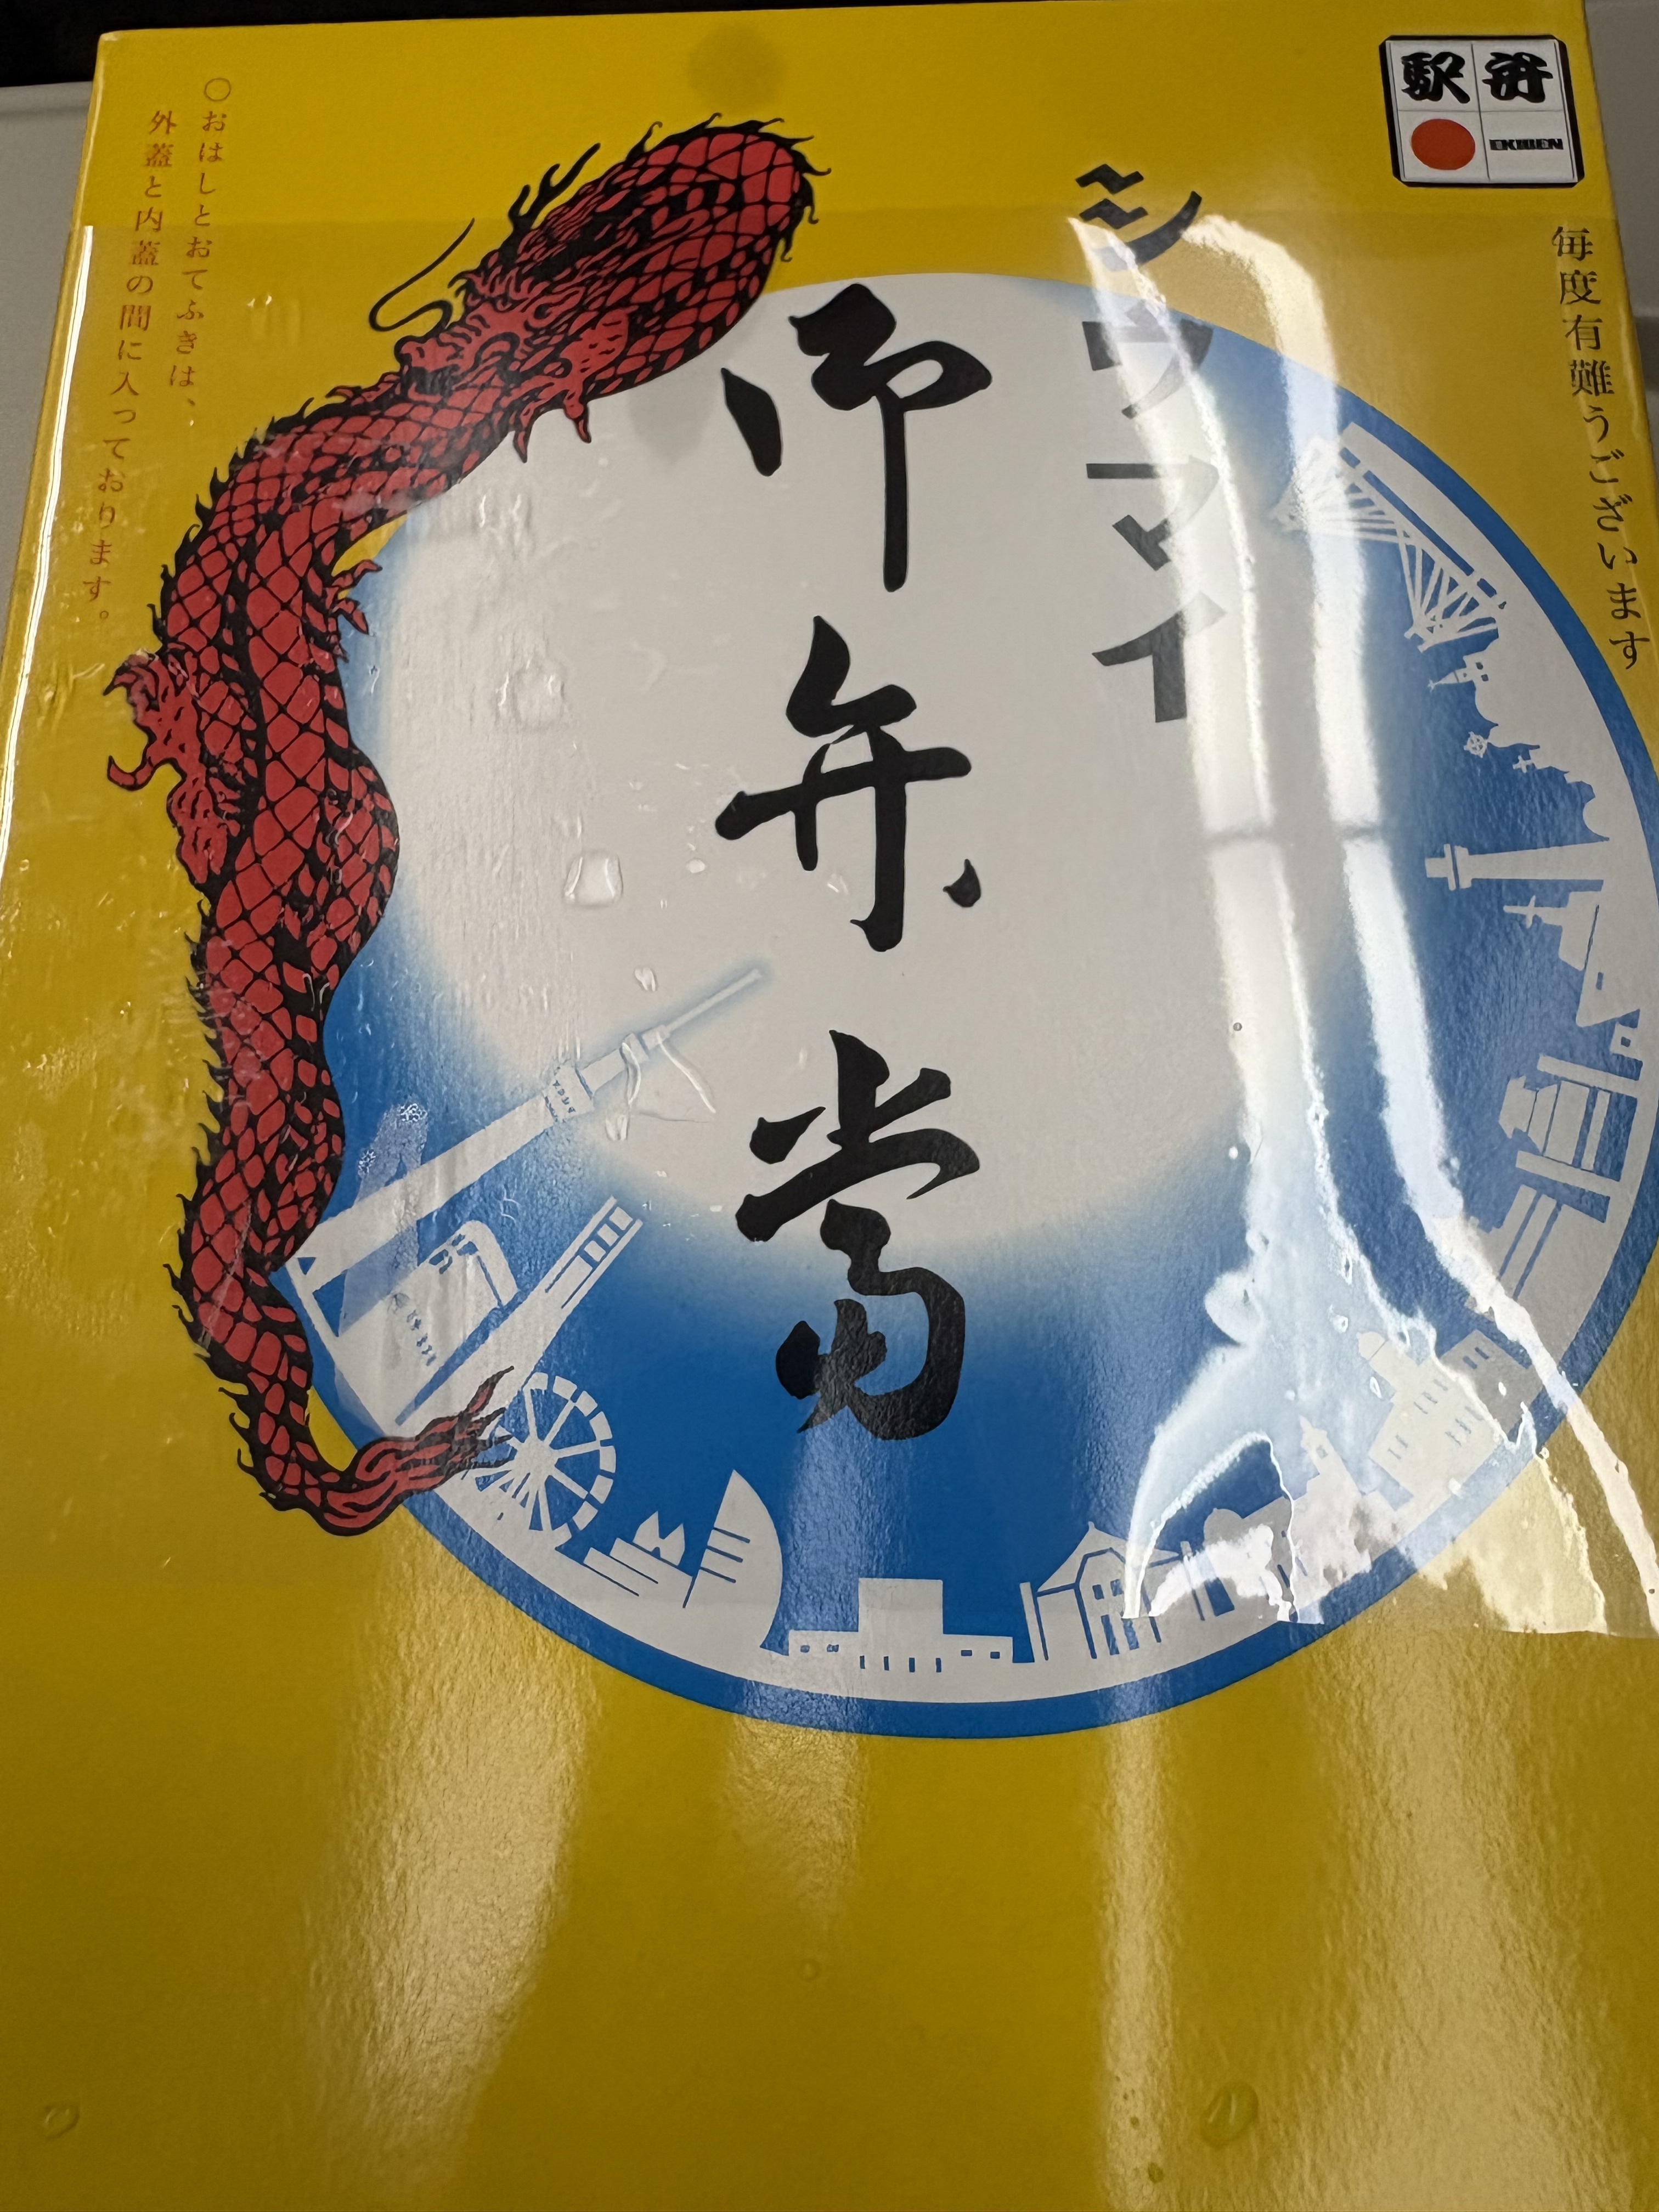 駅弁
EKIBEN
毎度有難うございます
シウマイ
御弁当
○おはしとおてふきは、
外蓋と内蓋の間に入っております。